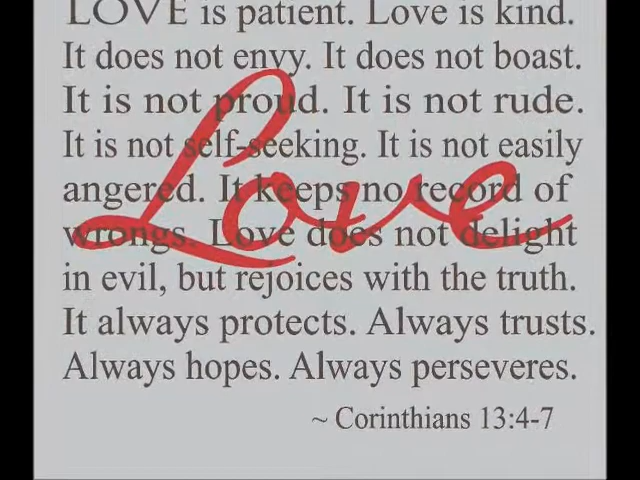 LOVE is patient. Love is kind.
It does not envy. It does not boast.
It is not proud. It is not rude.
It is not self-seeking. It is not easily
angered. It keeps no record of
wrongs. Love does not delight
in evil, but rejoices with the truth.
It always protects. Always trusts.
Always hopes. Always perseveres.
~ Corinthians 13:4-7
Love